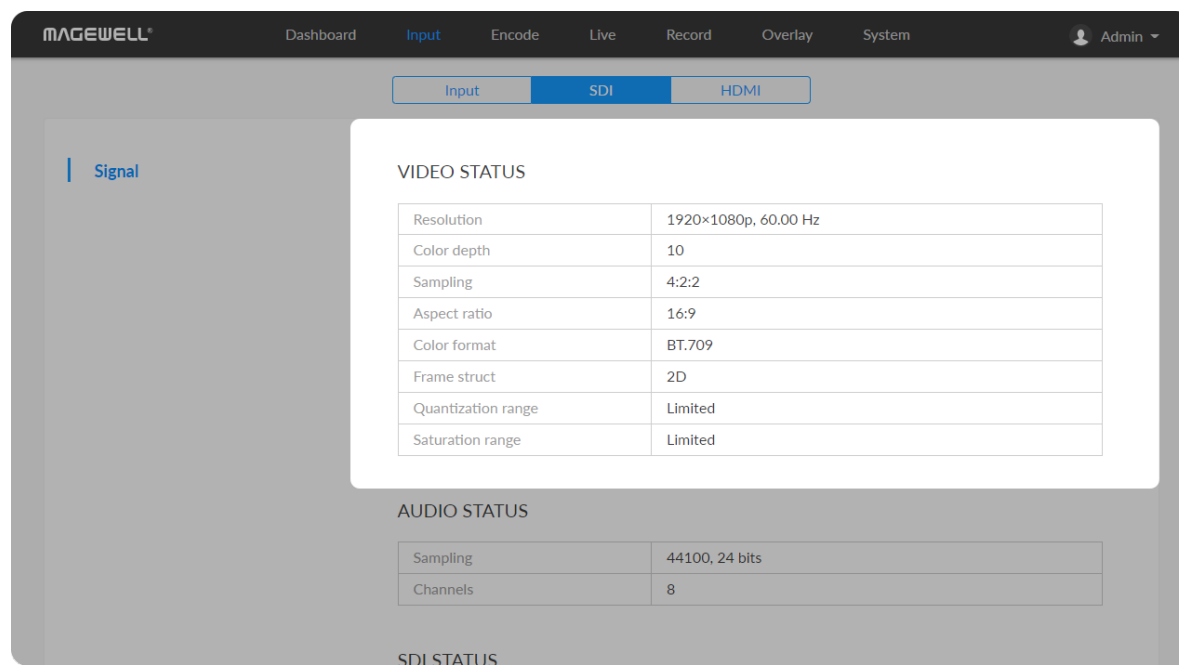 MAGEWELL® Dashboard Input Encode Live Record Overlay System Admin
Input SDI HDMI
Signal
VIDEO STATUS
Resolution 1920×1080p, 60.00 Hz
Color depth 10
Sampling 4:2:2
Aspect ratio 16:9
Color format BT.709
Frame struct 2D
Quantization range Limited
Saturation range Limited
AUDIO STATUS
Sampling 44100, 24 bits
Channels 8
SDI STATUS